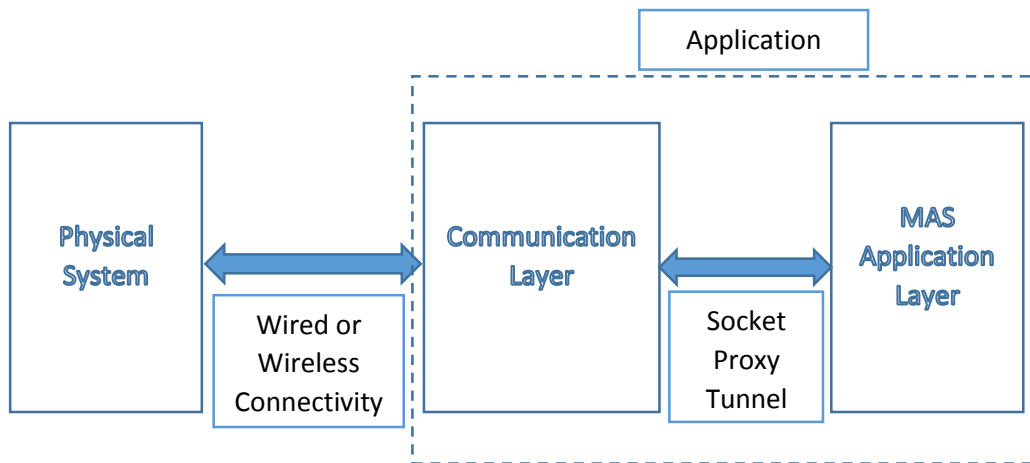 Application
Physical
System
Communication
Layer
MAS
Application
Layer
Wired or
Wireless
Connectivity
Socket
Proxy
Tunnel